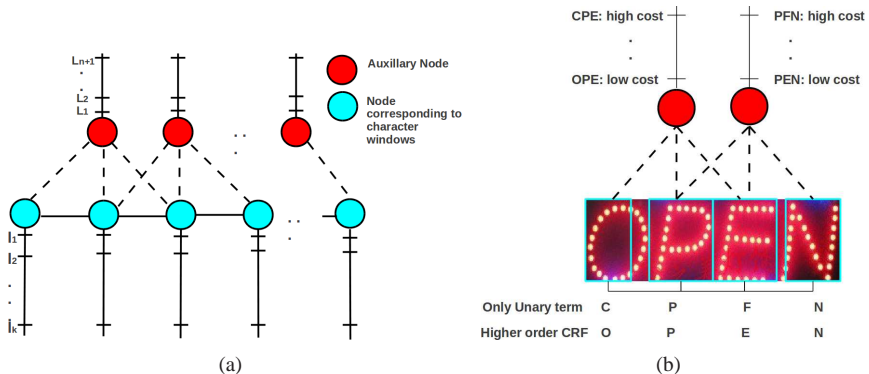 Ln+1
L2
L1
Auxillary Node
Node
corresponding to
character
windows
l1
l2
lk
(a)
CPE: high cost
PFN: high cost
OPE: low cost
PEN: low cost
OPEN
Only Unary term C P F N
Higher order CRF O P E N
(b)